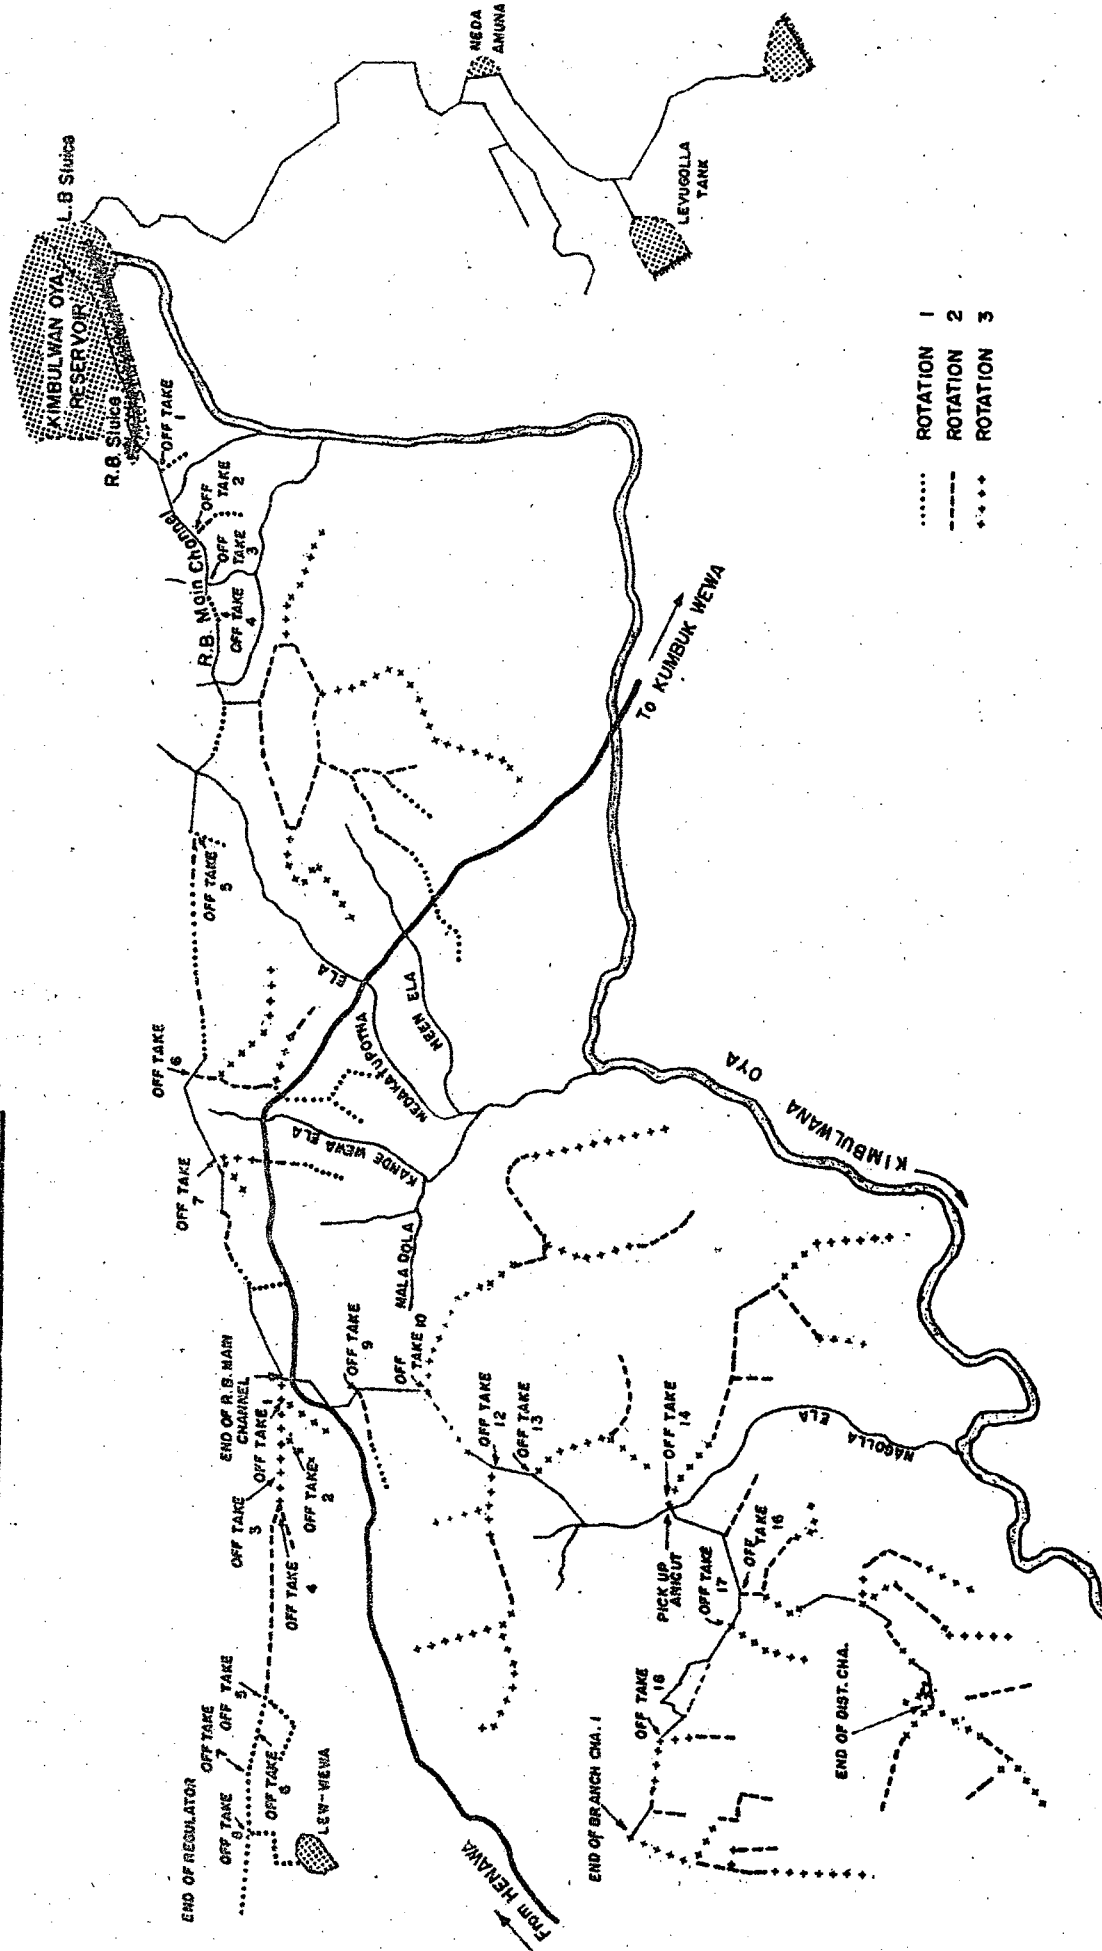 KIMBULWAN OYA
RESERVOIR
L.B Sluice
R.B. Sluice
NEDA
AMUNA
LEVUGOLLA
TANK
R.B. Main Channel
OFF TAKE
1
OFF
TAKE
2
OFF
TAKE
3
OFF TAKE
4
OFF TAKE
5
OFF TAKE
6
OFF TAKE
7
ELA
MEDAKATUPOTHA
HEEN ELA
KANDE WEWA ELA
MALA DOLA
To KUMBUK WEWA
KIMBULWANA
OYA
END OF R.B. MAIN
CHANNEL
OFF TAKE 1
OFF TAKE
2
OFF TAKE
3
OFF TAKE
4
OFF TAKE
5
OFF TAKE
6
OFF TAKE
7
OFF TAKE
8
END OF REGULATOR
LEW-WEWA
OFF TAKE
9
OFF
TAKE 10
OFF TAKE
12
OFF TAKE
13
OFF TAKE
14
NAGOLLA
ELA
PICK UP
ANICUT
OFF TAKE
16
OFF TAKE
17
OFF TAKE
18
END OF BRANCH CHA. 1
END OF DIST. CHA.
From HENAWA
ROTATION 1
ROTATION 2
ROTATION 3